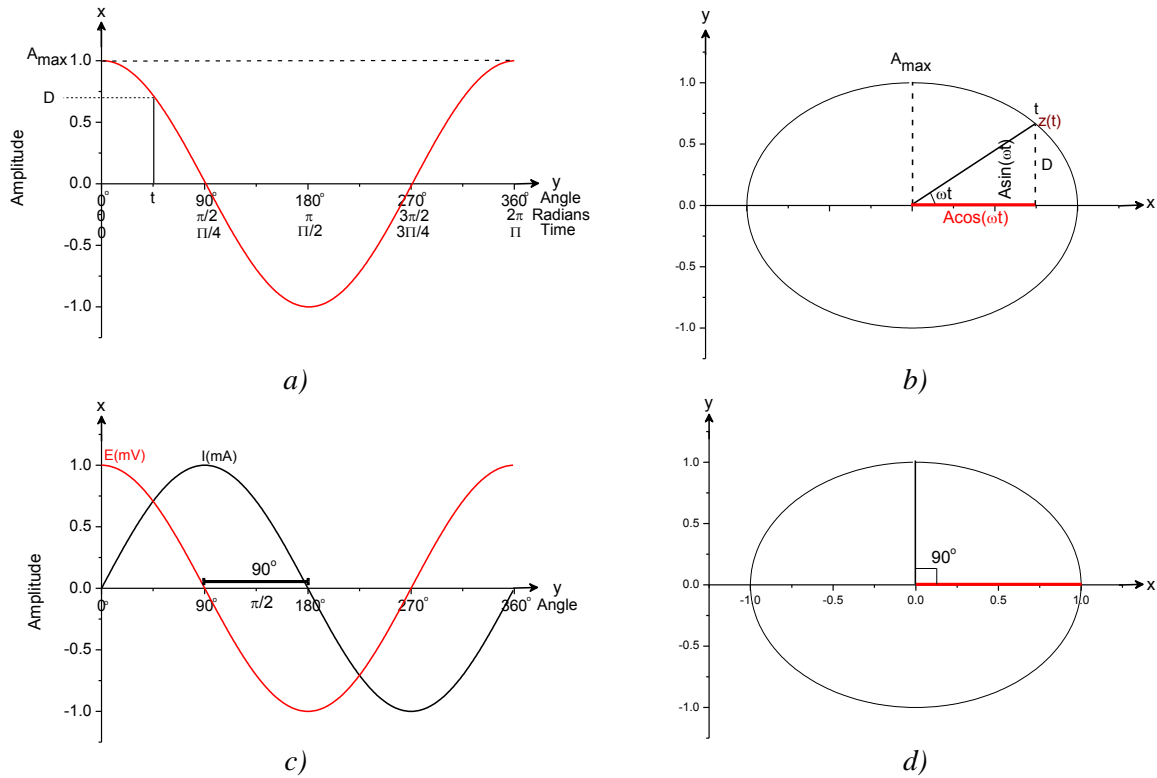 x
A_max
1.0
D
0.5
Amplitude
0.0
t
y
0° 90° 180° 270° 360° Angle
0 π/2 π 3π/2 2π Radians
0 Π/4 Π/2 3Π/4 Π Time
-0.5
-1.0
a)
y
A_max
1.0
t
z(t)
0.5
Asin(ωt)
D
ωt
0.0
x
Acos(ωt)
-0.5
-1.0
b)
x
E(mV)
I(mA)
1.0
0.5
Amplitude
90°
0.0
y
0° 90° π/2 180° 270° 360° Angle
-0.5
-1.0
c)
y
1.0
0.5
90°
0.0
x
-1.0 -0.5 0.0 0.5 1.0
-0.5
-1.0
d)